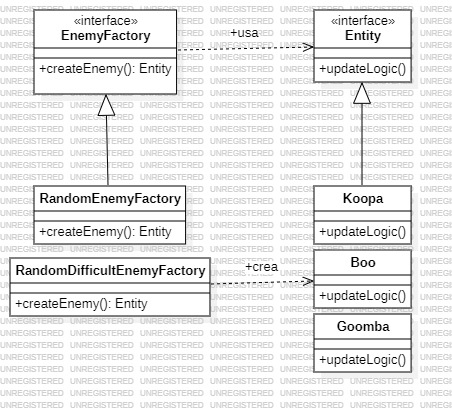 «interface»
EnemyFactory
+createEnemy(): Entity
+usa
«interface»
Entity
+updateLogic()
RandomEnemyFactory
+createEnemy(): Entity
Koopa
+updateLogic()
RandomDifficultEnemyFactory
+createEnemy(): Entity
+crea
Boo
+updateLogic()
Goomba
+updateLogic()
UNREGISTERED